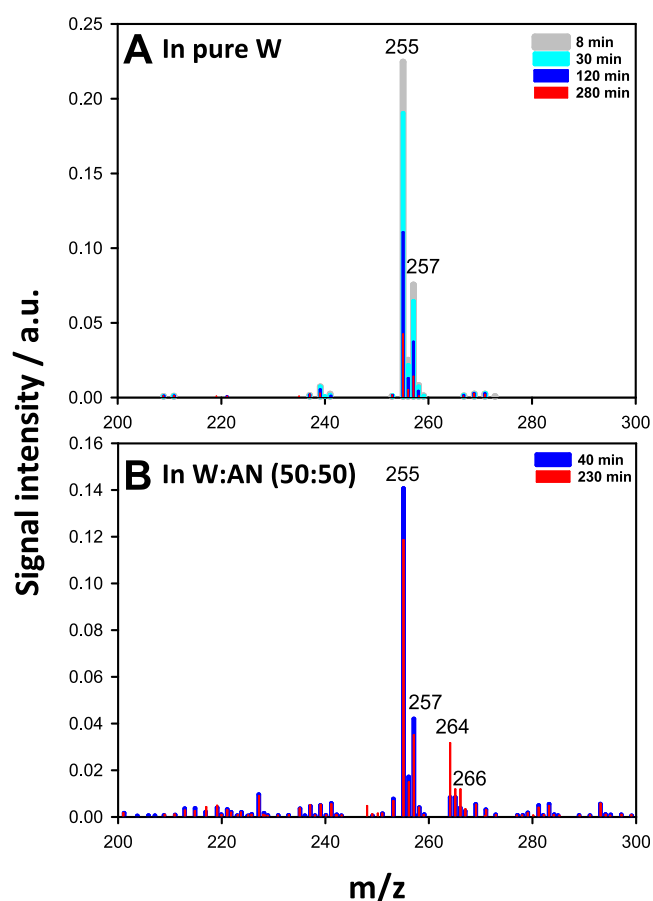 A In pure W
8 min
30 min
120 min
280 min
255
257
0.25
0.20
0.15
0.10
0.05
0.00
200 220 240 260 280 300
B In W:AN (50:50)
40 min
230 min
255
257
264
266
0.16
0.14
0.12
0.10
0.08
0.06
0.04
0.02
0.00
200 220 240 260 280 300
Signal intensity / a.u.
m/z